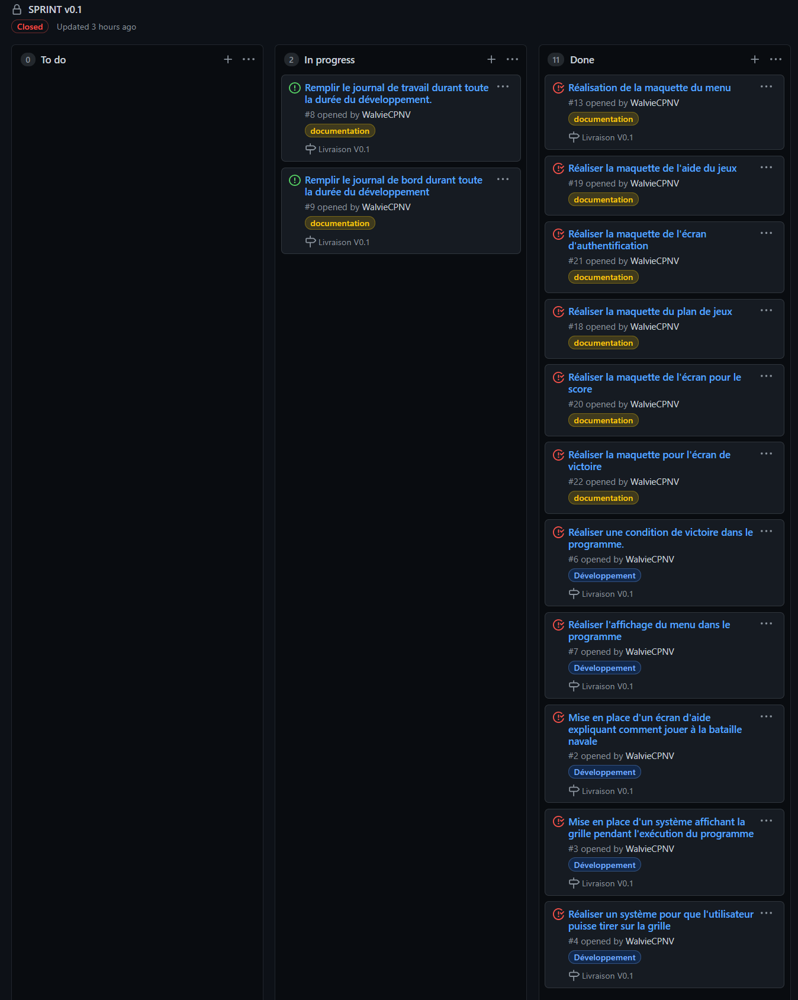 SPRINT v0.1
Closed Updated 3 hours ago
0 To do
2 In progress
Remplir le journal de travail durant toute
la durée du développement.
#8 opened by WalvieCPNV
documentation
Livraison V0.1
Remplir le journal de bord durant toute
la durée du développement
#9 opened by WalvieCPNV
documentation
Livraison V0.1
11 Done
Réalisation de la maquette du menu
#13 opened by WalvieCPNV
documentation
Livraison V0.1
Réaliser la maquette de l'aide du jeux
#19 opened by WalvieCPNV
documentation
Réaliser la maquette de l'écran
d'authentification
#21 opened by WalvieCPNV
documentation
Réaliser la maquette du plan de jeux
#18 opened by WalvieCPNV
documentation
Réaliser la maquette de l'écran pour le
score
#20 opened by WalvieCPNV
documentation
Réaliser la maquette pour l'écran de
victoire
#22 opened by WalvieCPNV
documentation
Réaliser une condition de victoire dans le
programme.
#6 opened by WalvieCPNV
Développement
Livraison V0.1
Réaliser l'affichage du menu dans le
programme
#7 opened by WalvieCPNV
Développement
Livraison V0.1
Mise en place d'un écran d'aide
expliquant comment jouer à la bataille
navale
#2 opened by WalvieCPNV
Développement
Livraison V0.1
Mise en place d'un système affichant la
grille pendant l'exécution du programme
#3 opened by WalvieCPNV
Développement
Livraison V0.1
Réaliser un système pour que l'utilisateur
puisse tirer sur la grille
#4 opened by WalvieCPNV
Développement
Livraison V0.1